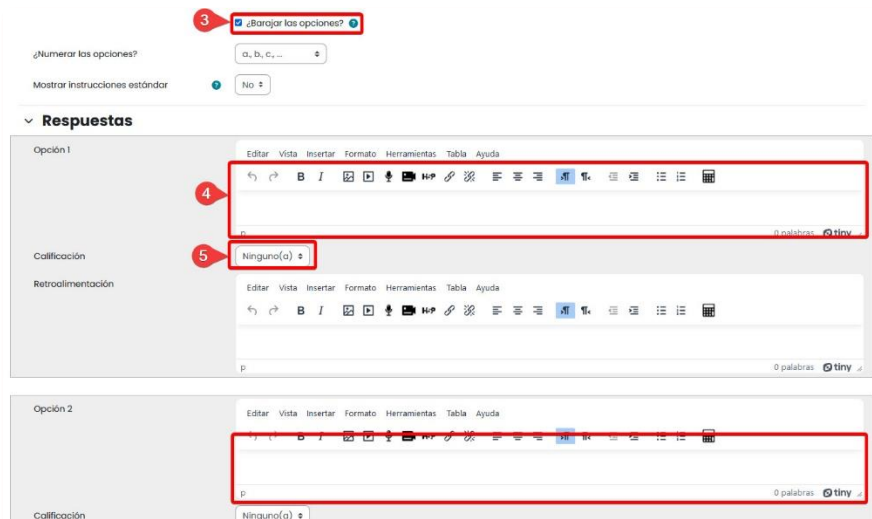 3 ¿Barajar las opciones? ?
¿Numerar las opciones? a., b., c., ...
Mostrar instrucciones estándar ? No
Respuestas
Opción 1
Editar Vista Insertar Formato Herramientas Tabla Ayuda
B I H-P
4
p 0 palabras tiny
Calificación 5 Ninguno(a)
Retroalimentación
Editar Vista Insertar Formato Herramientas Tabla Ayuda
B I H-P
p 0 palabras tiny
Opción 2
Editar Vista Insertar Formato Herramientas Tabla Ayuda
B I H-P
p 0 palabras tiny
Calificación Ninguno(a)